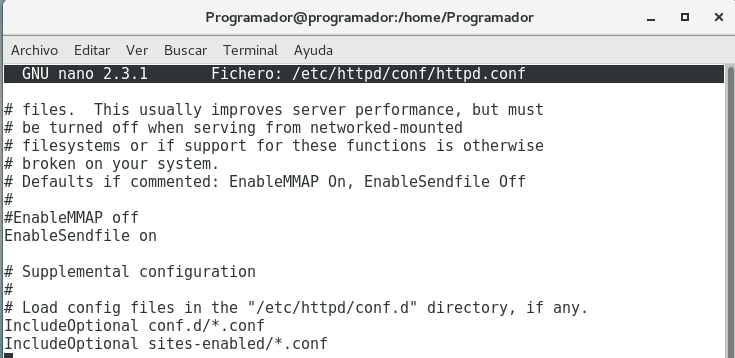 Programador@programador:/home/Programador
Archivo Editar Ver Buscar Terminal Ayuda
GNU nano 2.3.1 Fichero: /etc/httpd/conf/httpd.conf
# files. This usually improves server performance, but must
# be turned off when serving from networked-mounted
# filesystems or if support for these functions is otherwise
# broken on your system.
# Defaults if commented: EnableMMAP On, EnableSendfile Off
#
#EnableMMAP off
EnableSendfile on
# Supplemental configuration
#
# Load config files in the "/etc/httpd/conf.d" directory, if any.
IncludeOptional conf.d/*.conf
IncludeOptional sites-enabled/*.conf